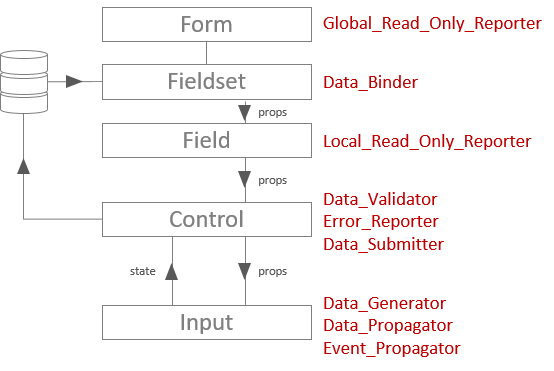 Form
Global_Read_Only_Reporter
Fieldset
Data_Binder
props
Field
Local_Read_Only_Reporter
props
Control
Data_Validator
Error_Reporter
Data_Submitter
state
props
Input
Data_Generator
Data_Propagator
Event_Propagator